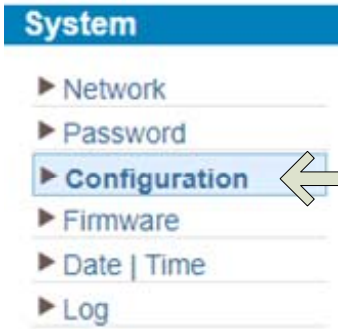 System
Network
Password
Configuration
Firmware
Date | Time
Log